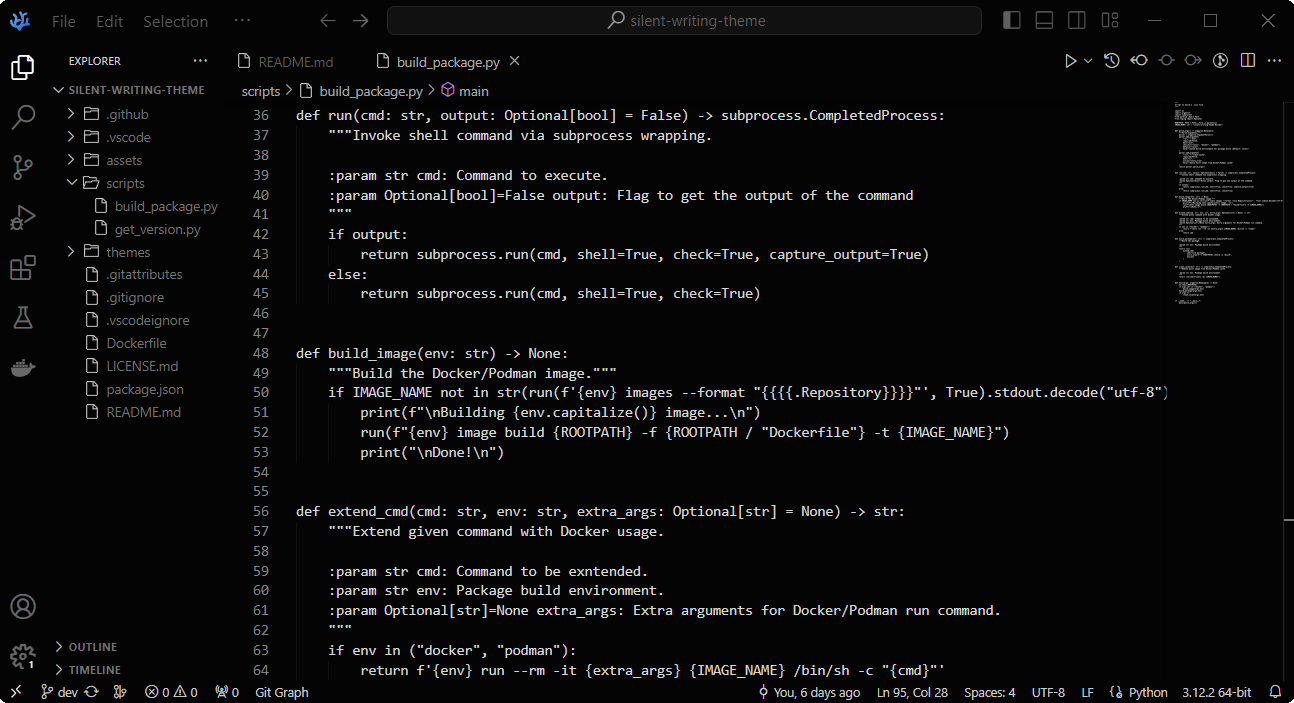 File Edit Selection ··· silent-writing-theme
EXPLORER ···
README.md build_package.py
SILENT-WRITING-THEME
scripts > build_package.py > main
.github
.vscode
assets
scripts
build_package.py
get_version.py
themes
.gitattributes
.gitignore
.vscodeignore
Dockerfile
LICENSE.md
package.json
README.md
OUTLINE
TIMELINE
36 def run(cmd: str, output: Optional[bool] = False) -> subprocess.CompletedProcess:
37     """Invoke shell command via subprocess wrapping.
38
39     :param str cmd: Command to execute.
40     :param Optional[bool]=False output: Flag to get the output of the command
41     """
42     if output:
43         return subprocess.run(cmd, shell=True, check=True, capture_output=True)
44     else:
45         return subprocess.run(cmd, shell=True, check=True)
46
47
48 def build_image(env: str) -> None:
49     """Build the Docker/Podman image."""
50     if IMAGE_NAME not in str(run(f'{env} images --format "{{{{.Repository}}}}"', True).stdout.decode("utf-8")
51         print(f"\nBuilding {env.capitalize()} image...\n")
52         run(f"{env} image build {ROOTPATH} -f {ROOTPATH / "Dockerfile"} -t {IMAGE_NAME}")
53         print("\nDone!\n")
54
55
56 def extend_cmd(cmd: str, env: str, extra_args: Optional[str] = None) -> str:
57     """Extend given command with Docker usage.
58
59     :param str cmd: Command to be exntended.
60     :param str env: Package build environment.
61     :param Optional[str]=None extra_args: Extra arguments for Docker/Podman run command.
62     """
63     if env in ("docker", "podman"):
64         return f'{env} run --rm -it {extra_args} {IMAGE_NAME} /bin/sh -c "{cmd}"'
1
dev 0 0 0 Git Graph You, 6 days ago Ln 95, Col 28 Spaces: 4 UTF-8 LF Python 3.12.2 64-bit